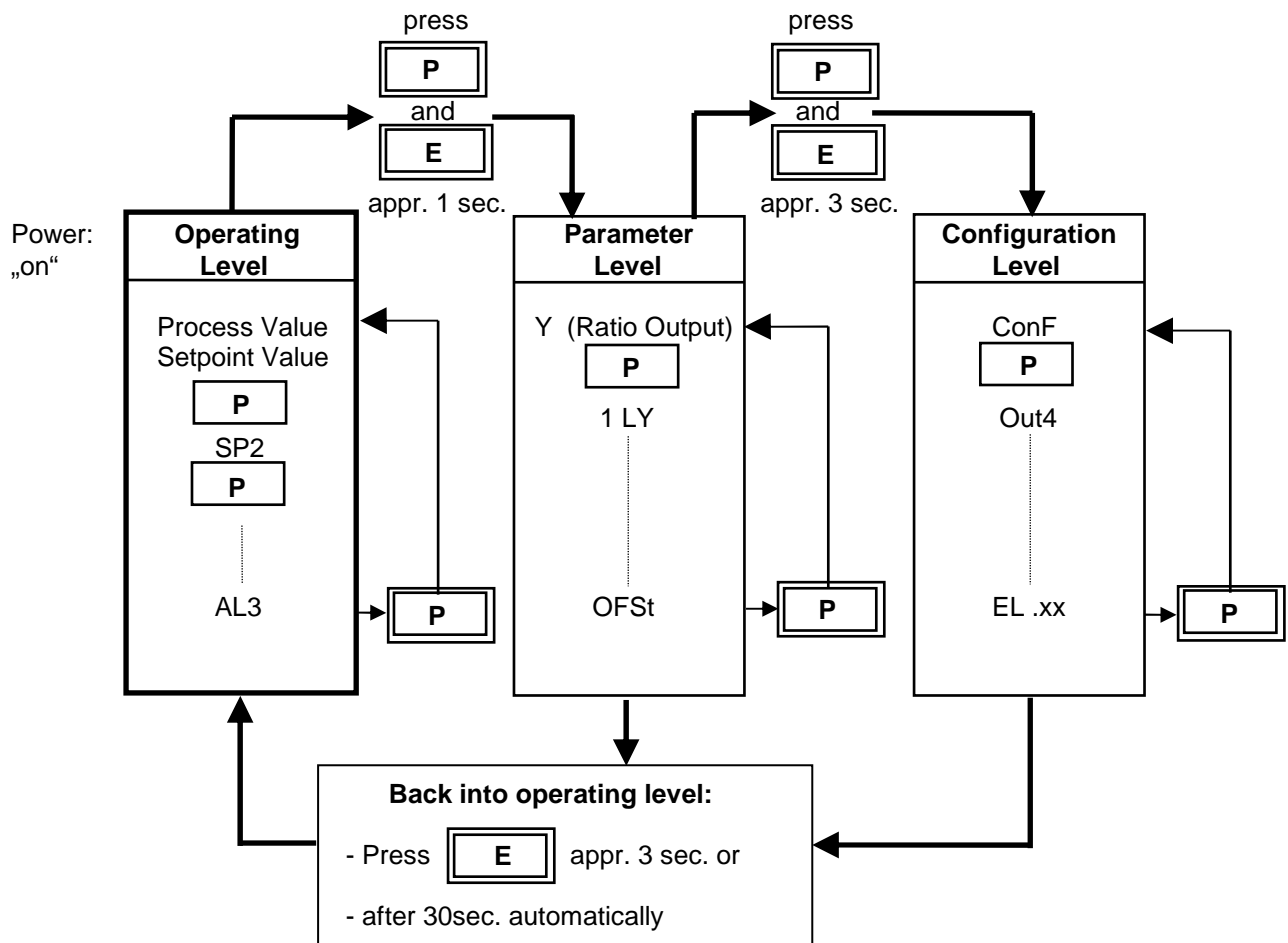 press
P
and
E
appr. 1 sec.
press
P
and
E
appr. 3 sec.
Power:
„on“
Operating
Level
Process Value
Setpoint Value
P
SP2
P
AL3
P
Parameter
Level
Y (Ratio Output)
P
1 LY
OFSt
P
Configuration
Level
ConF
P
Out4
EL .xx
P
Back into operating level:
- Press E appr. 3 sec. or
- after 30sec. automatically